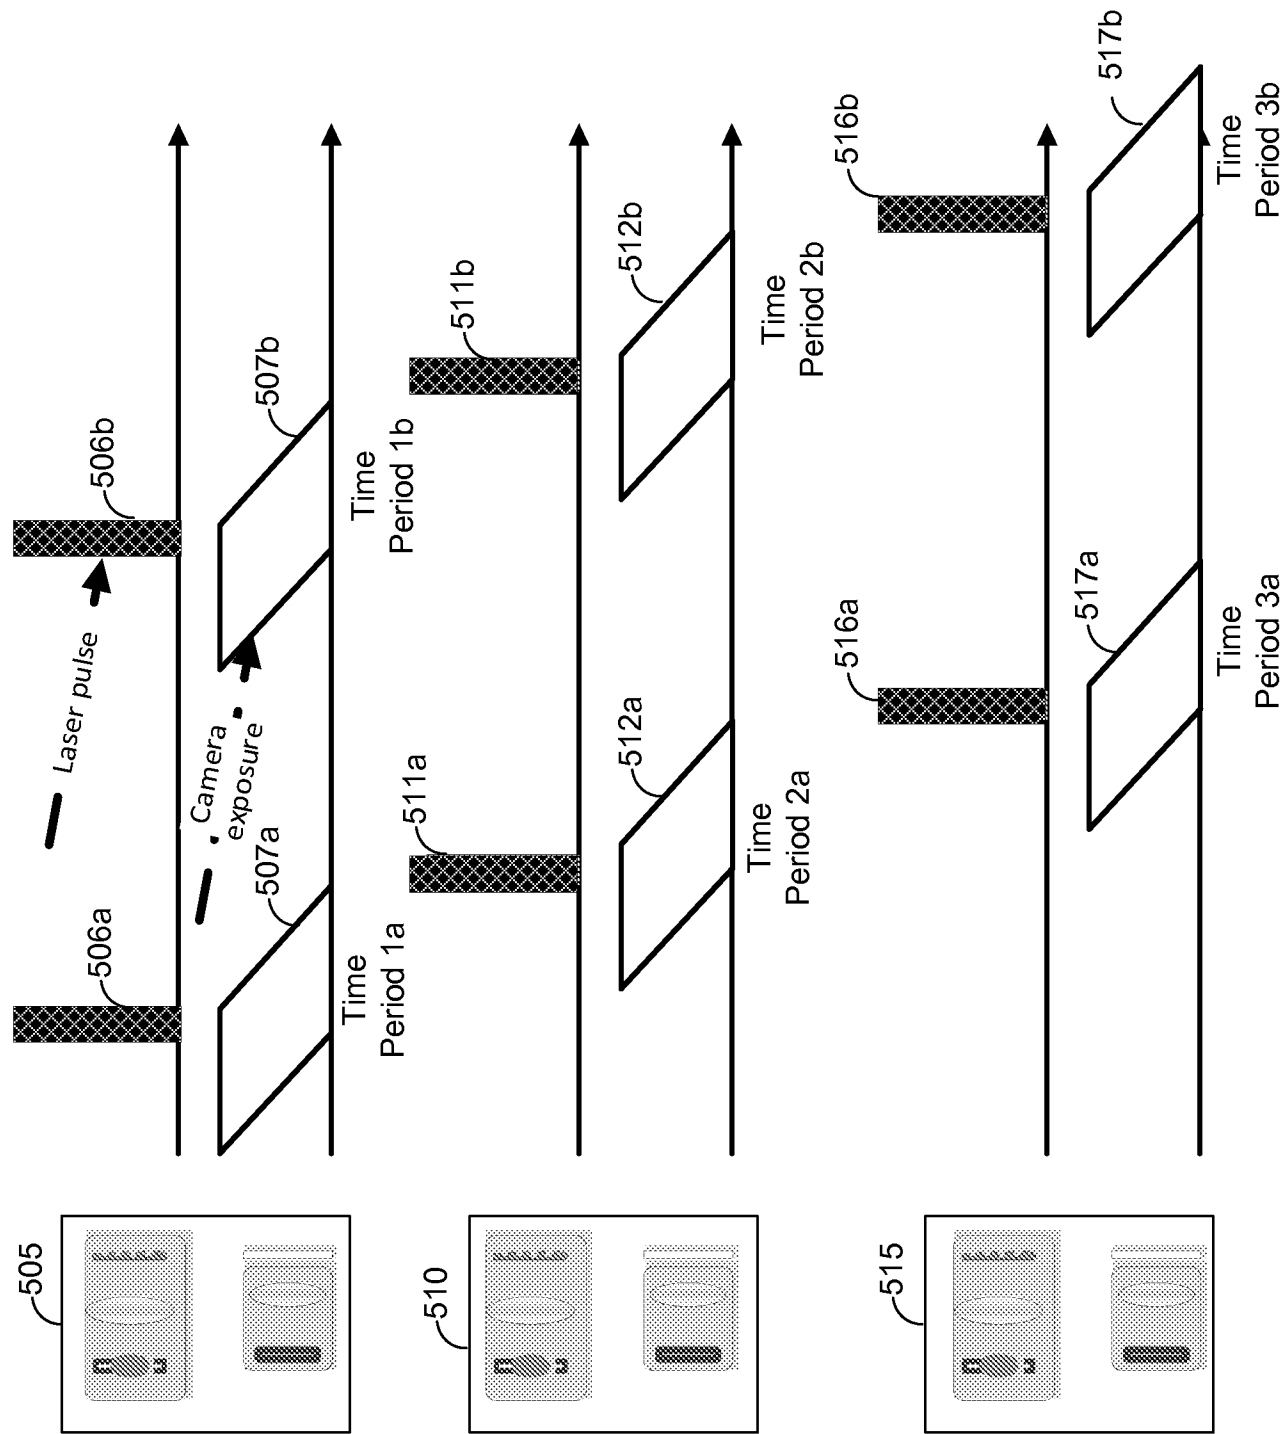 505
506a
Laser pulse
506b
Camera
exposure
507a
507b
Time
Period 1a
Time
Period 1b
510
511a
511b
512a
512b
Time
Period 2a
Time
Period 2b
515
516a
516b
517a
517b
Time
Period 3a
Time
Period 3b